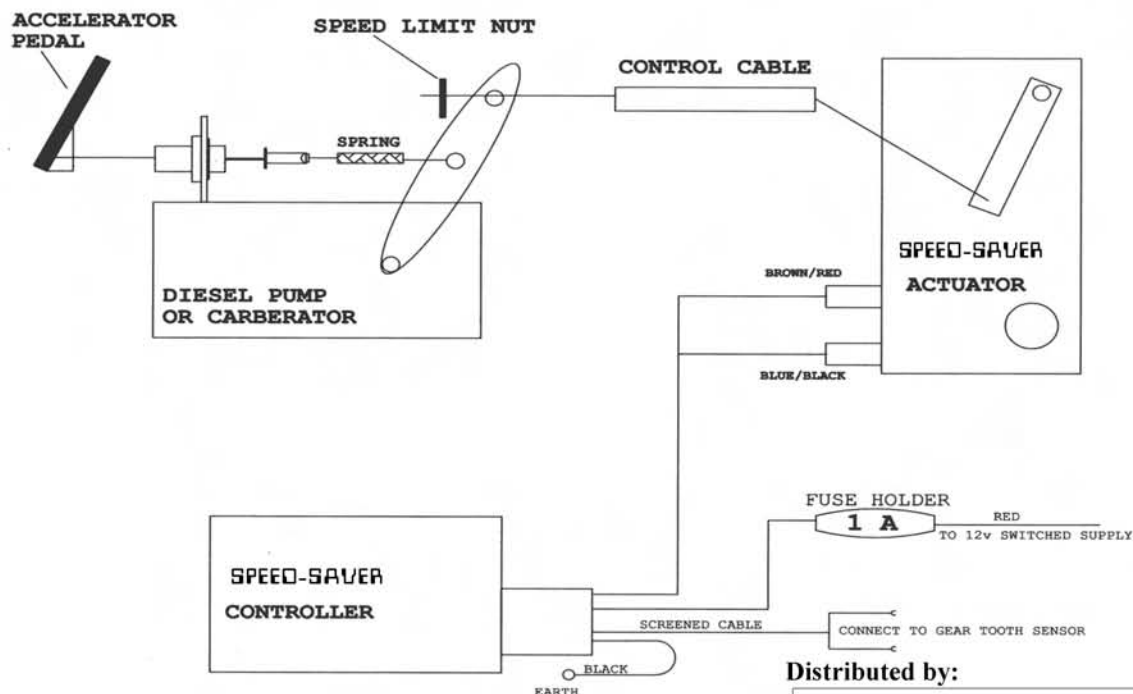 ACCELERATOR
PEDAL
SPEED LIMIT NUT
CONTROL CABLE
SPRING
DIESEL PUMP
OR CARBERATOR
SPEED-SAVER
ACTUATOR
BROWN/RED
BLUE/BLACK
FUSE HOLDER
1 A
RED
TO 12v SWITCHED SUPPLY
SPEED-SAVER
CONTROLLER
SCREENED CABLE
CONNECT TO GEAR TOOTH SENSOR
BLACK
EARTH
Distributed by: